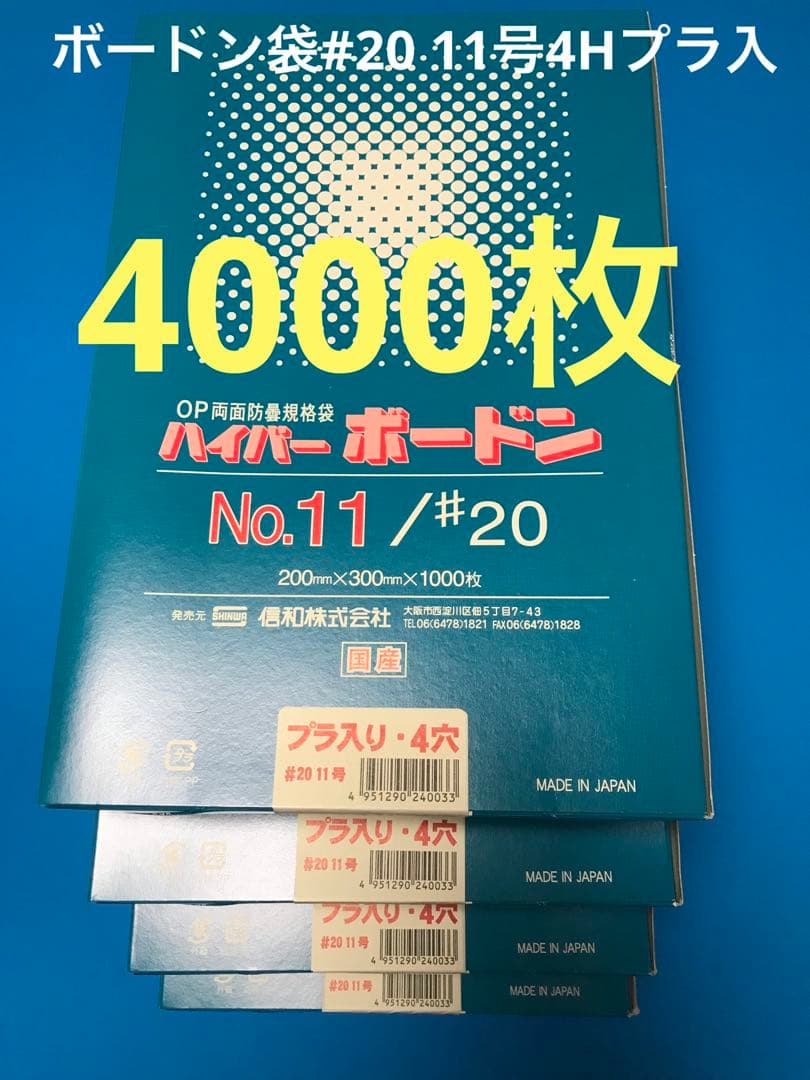 ボードン袋#20 11号4Hプラ入
4000枚
OP両面防曇規格袋
ハイパー ボードン
No.11/#20
200mm×300mm×1000枚
発売元 SHINWA 信和株式会社
大阪市西淀川区佃5丁目7-43
TEL06(6478)1821 FAX06(6478)1828
国産
プラ入り・4穴
#20 11号
4 951290 240033
プラ
MADE IN JAPAN
プラ入り・4穴
#20 11号
4 951290 240033
MADE IN JAPAN
プラ入り・4穴
#20 11号
4 951290 240033
MADE IN JAPAN
#20 11号
4 951290 240033
MADE IN JAPAN